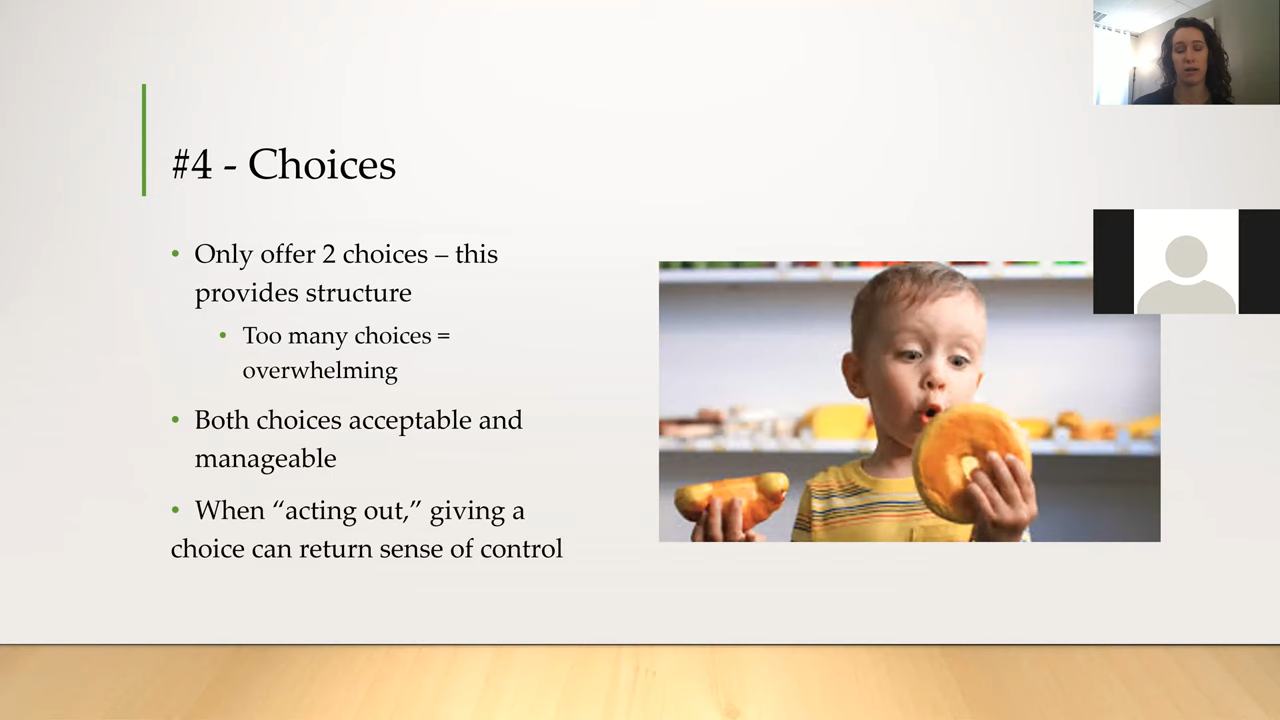 #4 - Choices
• Only offer 2 choices – this
provides structure
• Too many choices =
overwhelming
• Both choices acceptable and
manageable
• When “acting out,” giving a
choice can return sense of control